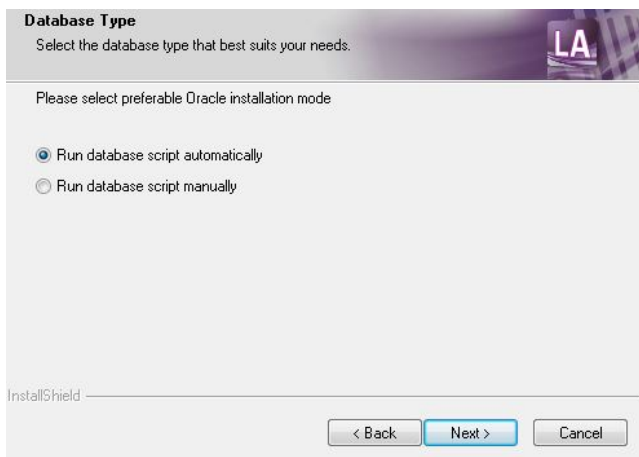 Database Type
Select the database type that best suits your needs.
LA
Please select preferable Oracle installation mode
Run database script automatically
Run database script manually
InstallShield
< Back Next > Cancel